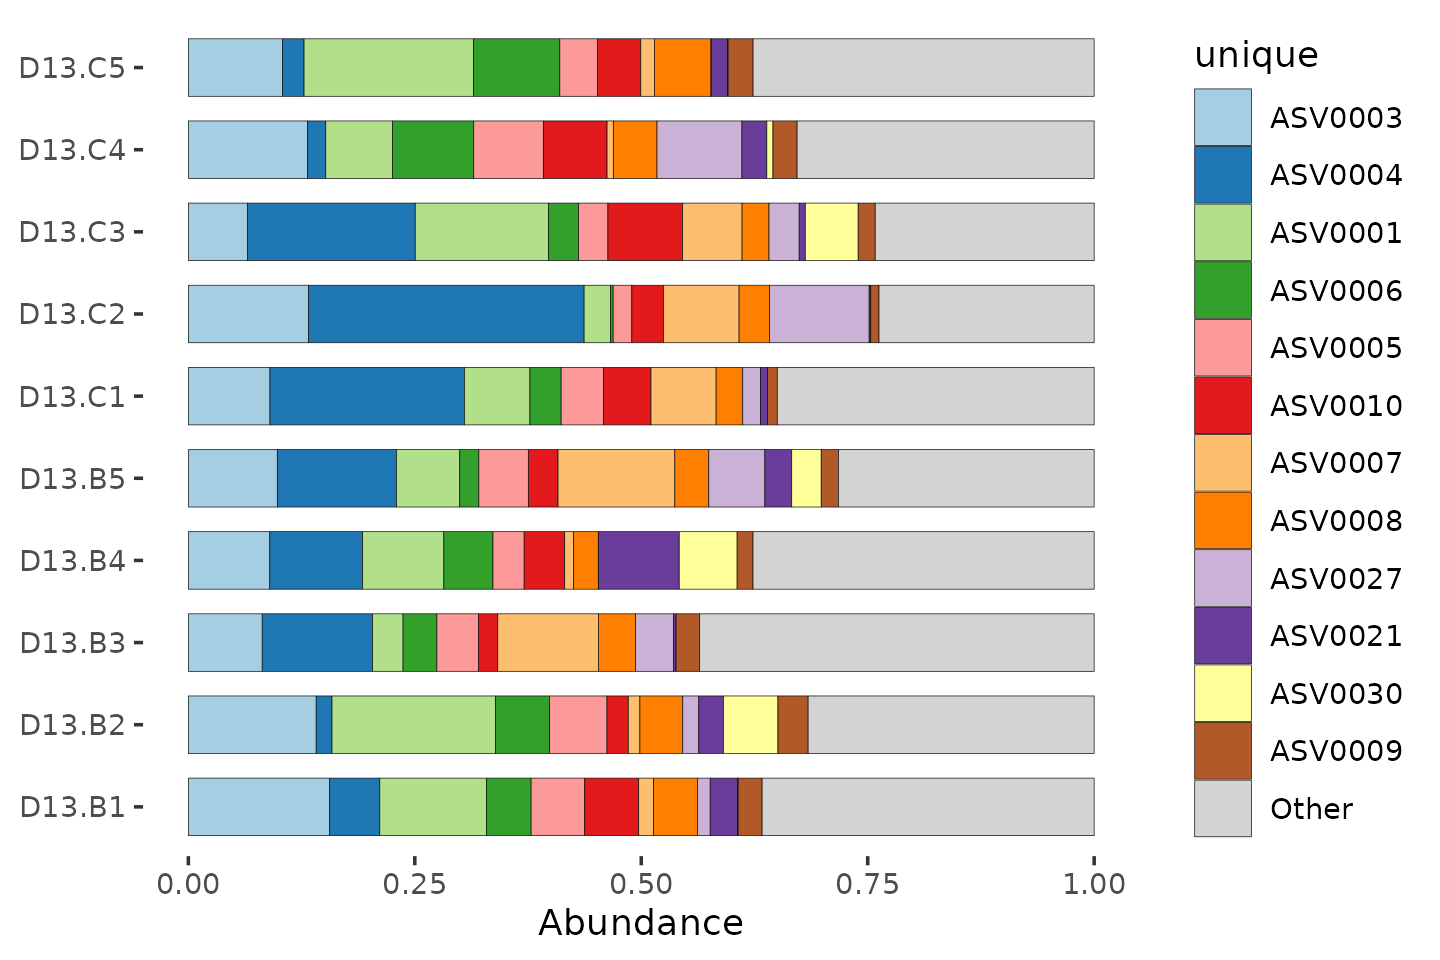 D13.C5
D13.C4
D13.C3
D13.C2
D13.C1
D13.B5
D13.B4
D13.B3
D13.B2
D13.B1
0.00 0.25 0.50 0.75 1.00
Abundance
unique
ASV0003
ASV0004
ASV0001
ASV0006
ASV0005
ASV0010
ASV0007
ASV0008
ASV0027
ASV0021
ASV0030
ASV0009
Other